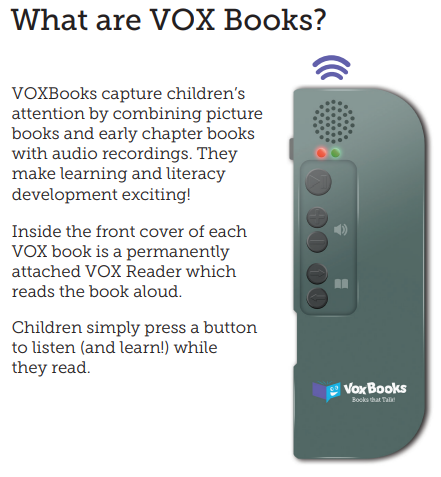 What are VOX Books?
VOXBooks capture children's
attention by combining picture
books and early chapter books
with audio recordings. They
make learning and literacy
development exciting!
Inside the front cover of each
VOX book is a permanently
attached VOX Reader which
reads the book aloud.
Children simply press a button
to listen (and learn!) while
they read.
Vox Books
Books that Talk!